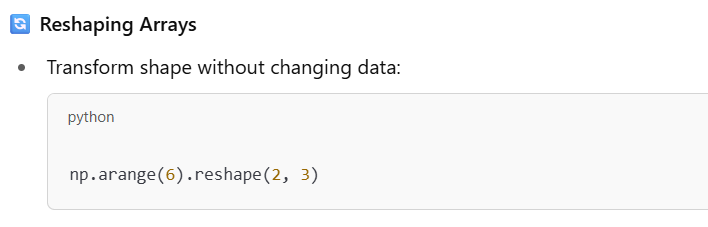 🔄 Reshaping Arrays
• Transform shape without changing data:
python
np.arange(6).reshape(2, 3)